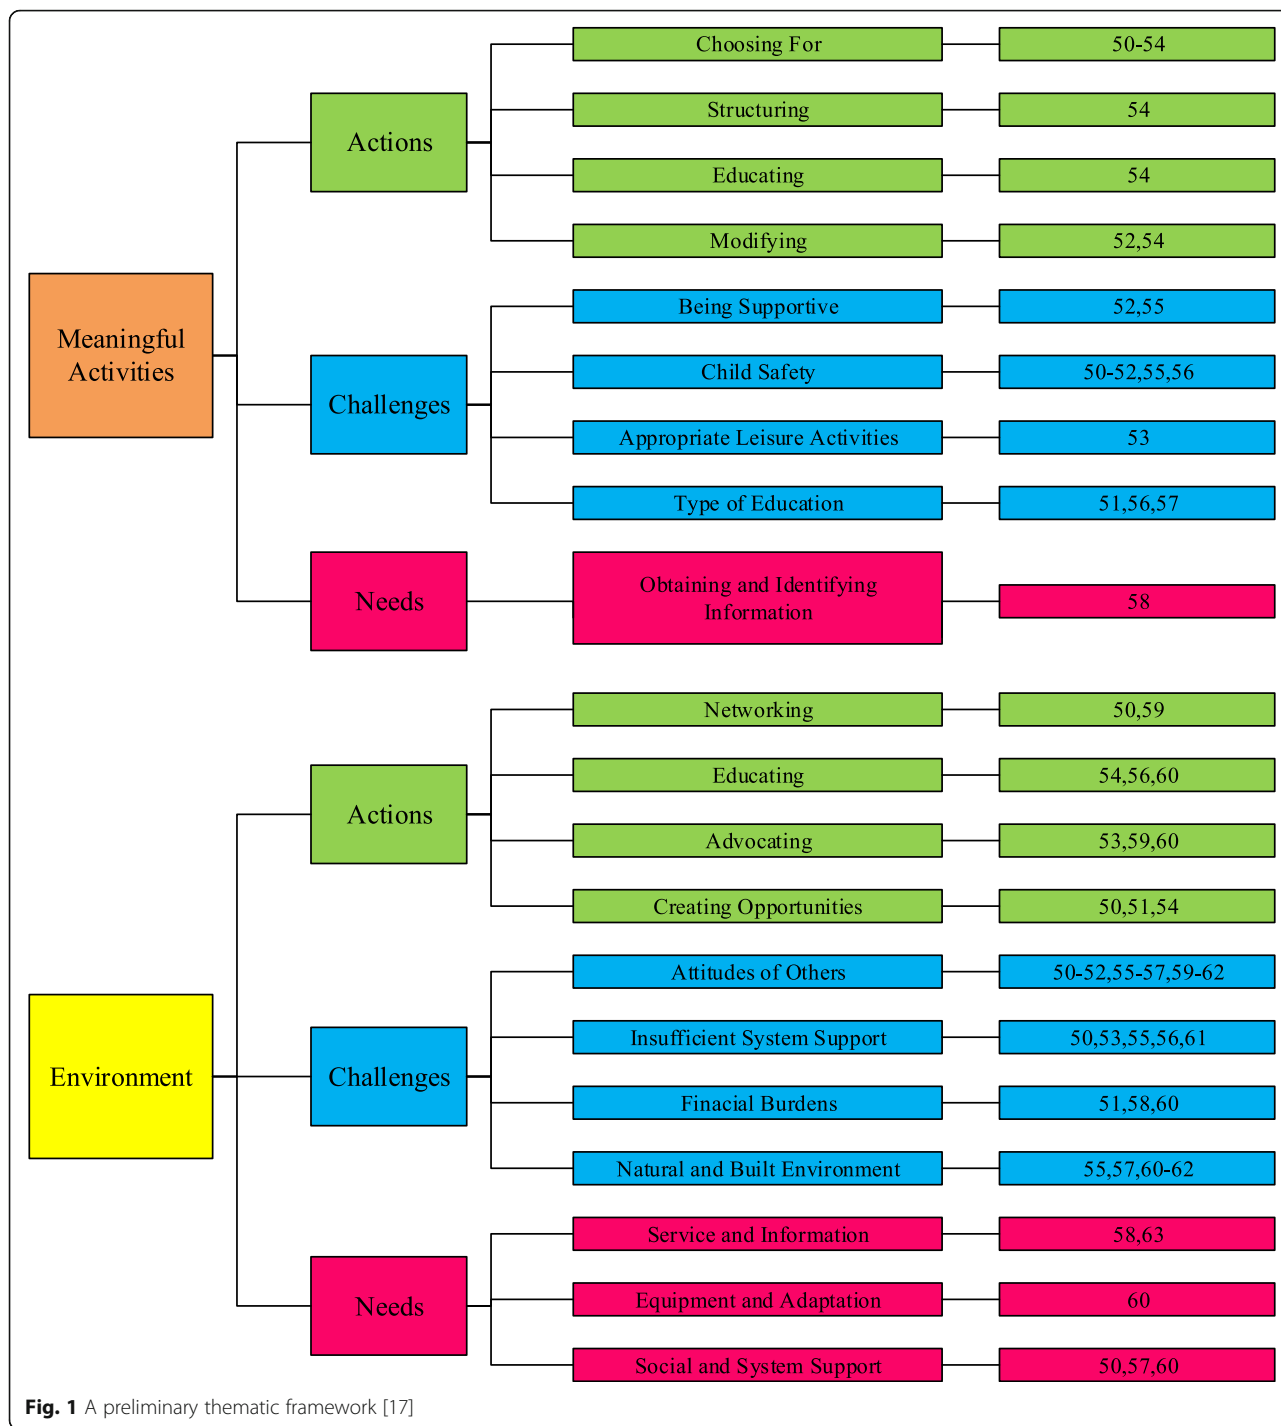 Choosing For
50-54
Actions
Structuring
54
Educating
54
Modifying
52,54
Meaningful
Activities
Being Supportive
52,55
Challenges
Child Safety
50-52,55,56
Appropriate Leisure Activities
53
Type of Education
51,56,57
Needs
Obtaining and Identifying
Information
58
Networking
50,59
Actions
Educating
54,56,60
Advocating
53,59,60
Creating Opportunities
50,51,54
Environment
Attitudes of Others
50-52,55-57,59-62
Challenges
Insufficient System Support
50,53,55,56,61
Finacial Burdens
51,58,60
Natural and Built Environment
55,57,60-62
Service and Information
58,63
Needs
Equipment and Adaptation
60
Social and System Support
50,57,60
Fig. 1 A preliminary thematic framework [17]